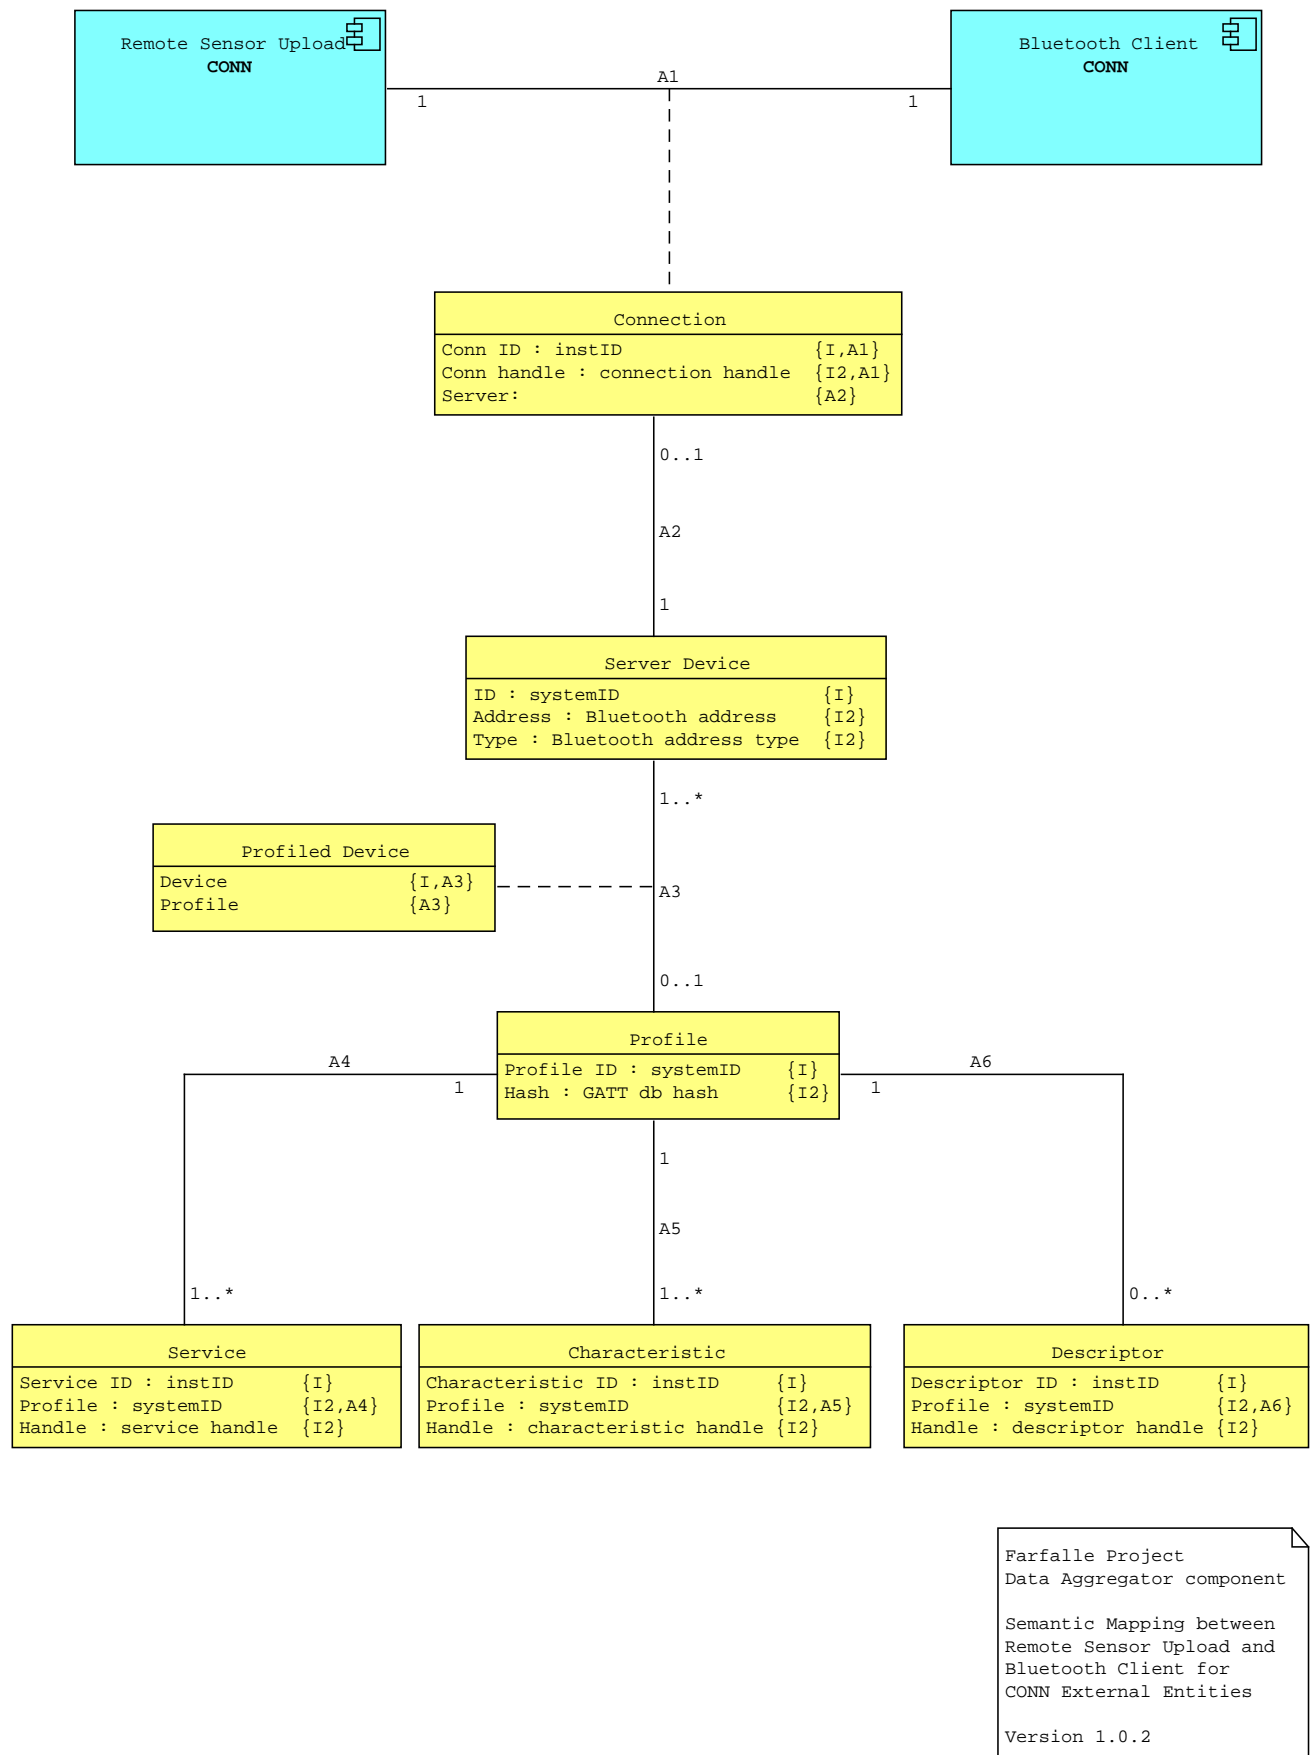 Remote Sensor Upload
CONN
Bluetooth Client
CONN
A1
1
1
Connection
Conn ID : instID {I,A1}
Conn handle : connection handle {I2,A1}
Server: {A2}
0..1
A2
1
Server Device
ID : systemID {I}
Address : Bluetooth address {I2}
Type : Bluetooth address type {I2}
1..*
Profiled Device
Device {I,A3}
Profile {A3}
A3
0..1
Profile
Profile ID : systemID {I}
Hash : GATT db hash {I2}
A4
1
A6
1
1
A5
1..*
1..*
0..*
Service
Service ID : instID {I}
Profile : systemID {I2,A4}
Handle : service handle {I2}
Characteristic
Characteristic ID : instID {I}
Profile : systemID {I2,A5}
Handle : characteristic handle {I2}
Descriptor
Descriptor ID : instID {I}
Profile : systemID {I2,A6}
Handle : descriptor handle {I2}
Farfalle Project
Data Aggregator component
Semantic Mapping between
Remote Sensor Upload and
Bluetooth Client for
CONN External Entities
Version 1.0.2